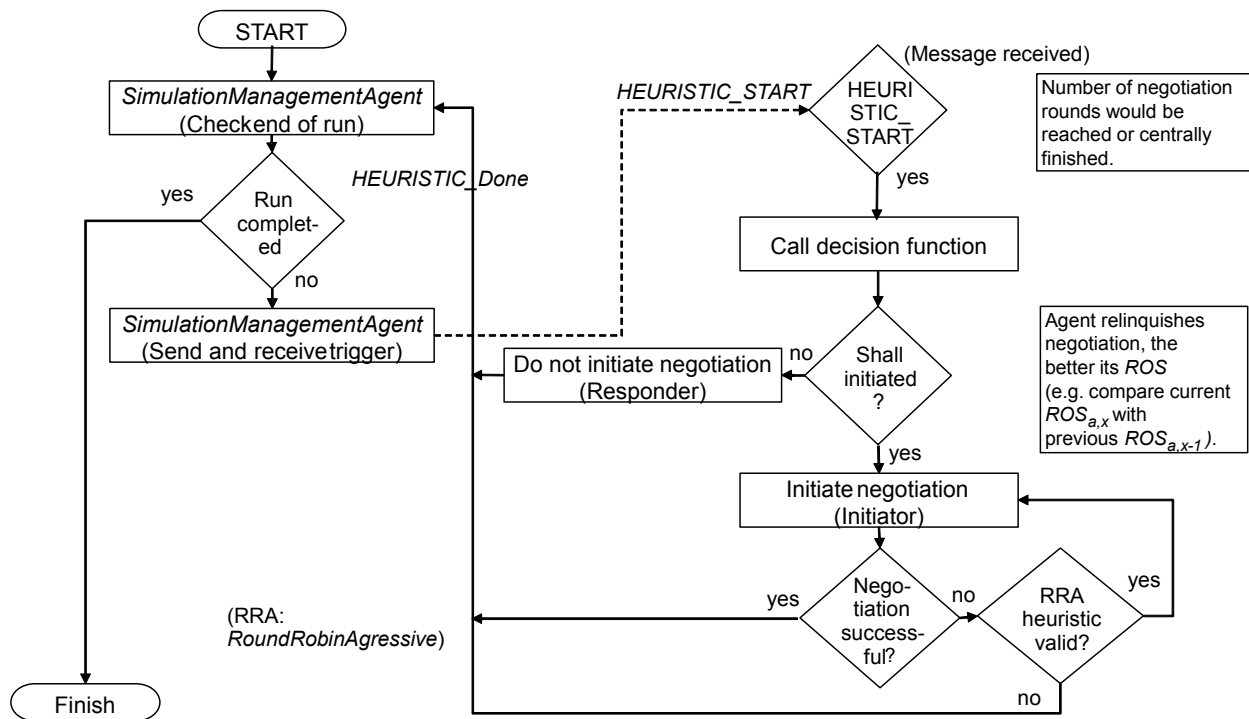 START
SimulationManagementAgent
(Checkend of run)
HEURISTIC_Done
yes
Run
complet-
ed
no
SimulationManagementAgent
(Send and receivetrigger)
HEURISTIC_START
(Message received)
HEURI
STIC_
START
yes
Number of negotiation
rounds would be
reached or centrally
finished.
Call decision function
Shall
initiated
?
no
Do not initiate negotiation
(Responder)
yes
Agent relinquishes
negotiation, the
better its ROS
(e.g. compare current
ROSa,x with
previous ROSa,x-1 ).
Initiate negotiation
(Initiator)
Nego-
tiation
success-
ful?
yes
no
RRA
heuristic
valid?
yes
no
(RRA:
RoundRobinAgressive)
Finish